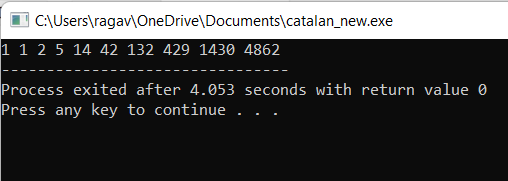 C:\Users\ragav\OneDrive\Documents\catalan_new.exe
1 1 2 5 14 42 132 429 1430 4862
--------------------------------
Process exited after 4.053 seconds with return value 0
Press any key to continue . . .